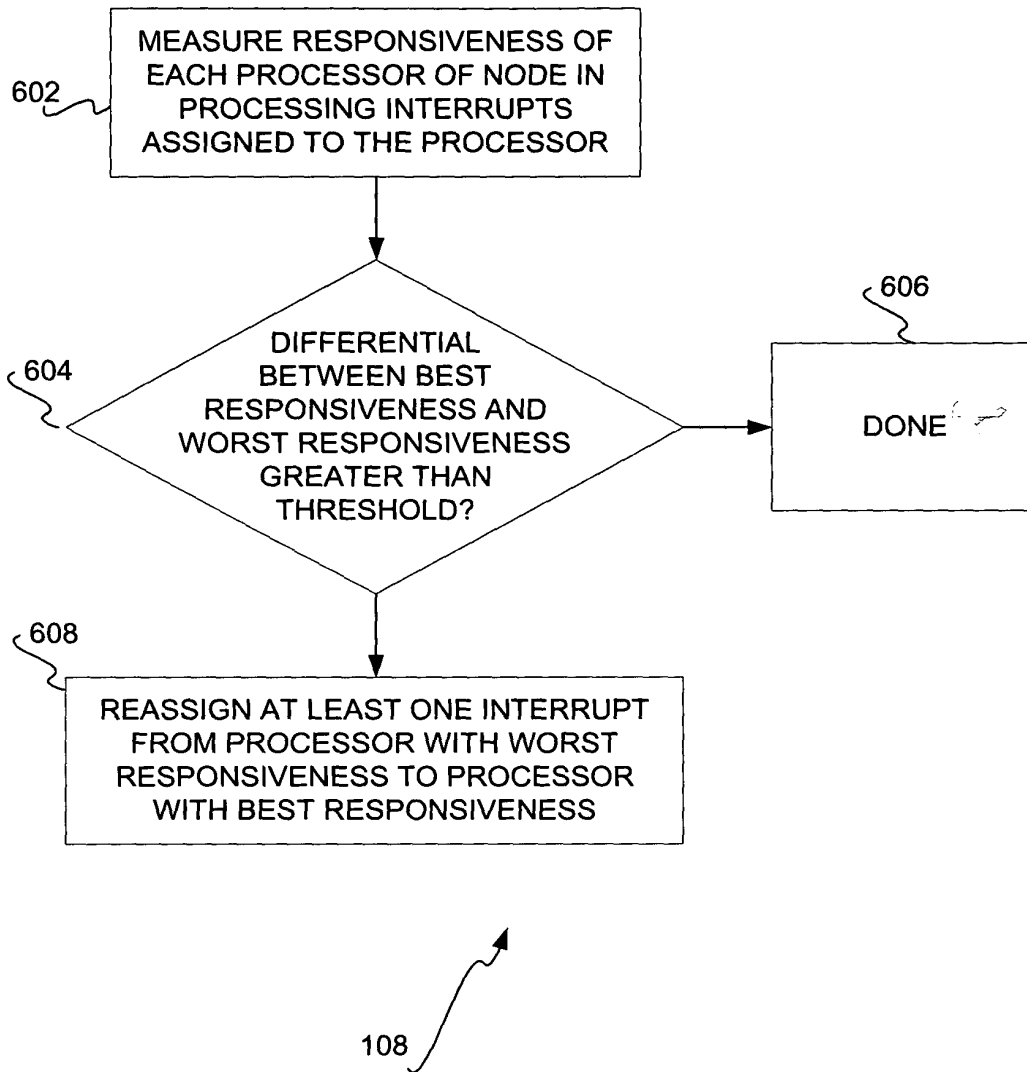 602
MEASURE RESPONSIVENESS OF
EACH PROCESSOR OF NODE IN
PROCESSING INTERRUPTS
ASSIGNED TO THE PROCESSOR
604
DIFFERENTIAL
BETWEEN BEST
RESPONSIVENESS AND
WORST RESPONSIVENESS
GREATER THAN
THRESHOLD?
606
DONE
608
REASSIGN AT LEAST ONE INTERRUPT
FROM PROCESSOR WITH WORST
RESPONSIVENESS TO PROCESSOR
WITH BEST RESPONSIVENESS
108